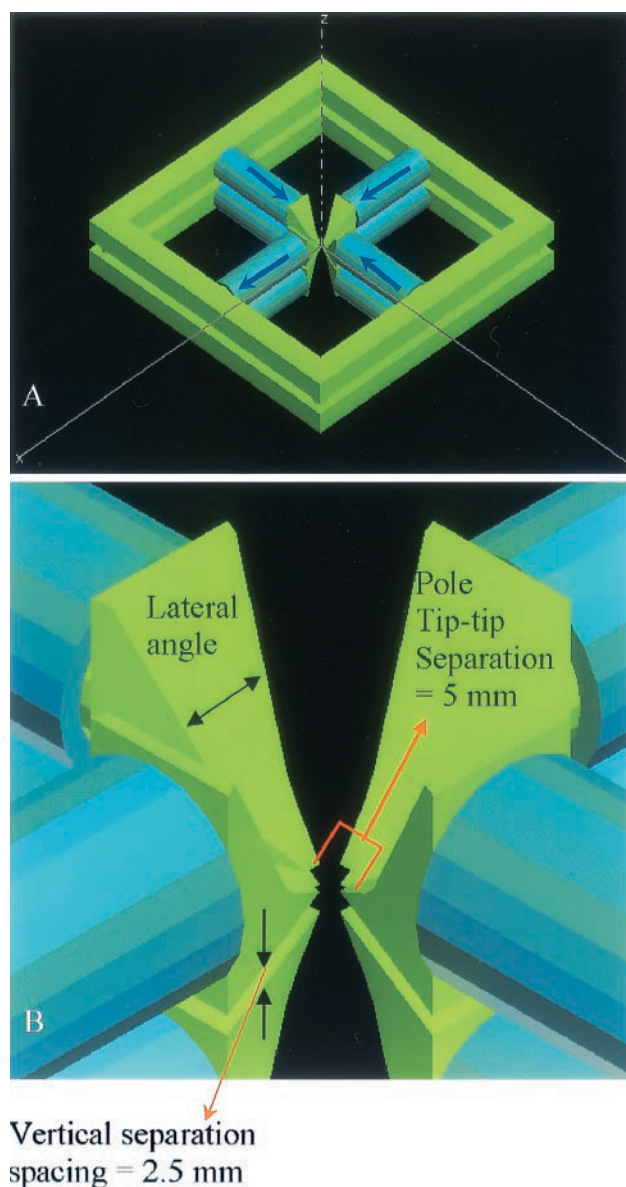 z
A
x
Lateral
angle
Pole
Tip-tip
Separation
= 5 mm
B
Vertical separation
spacing = 2.5 mm